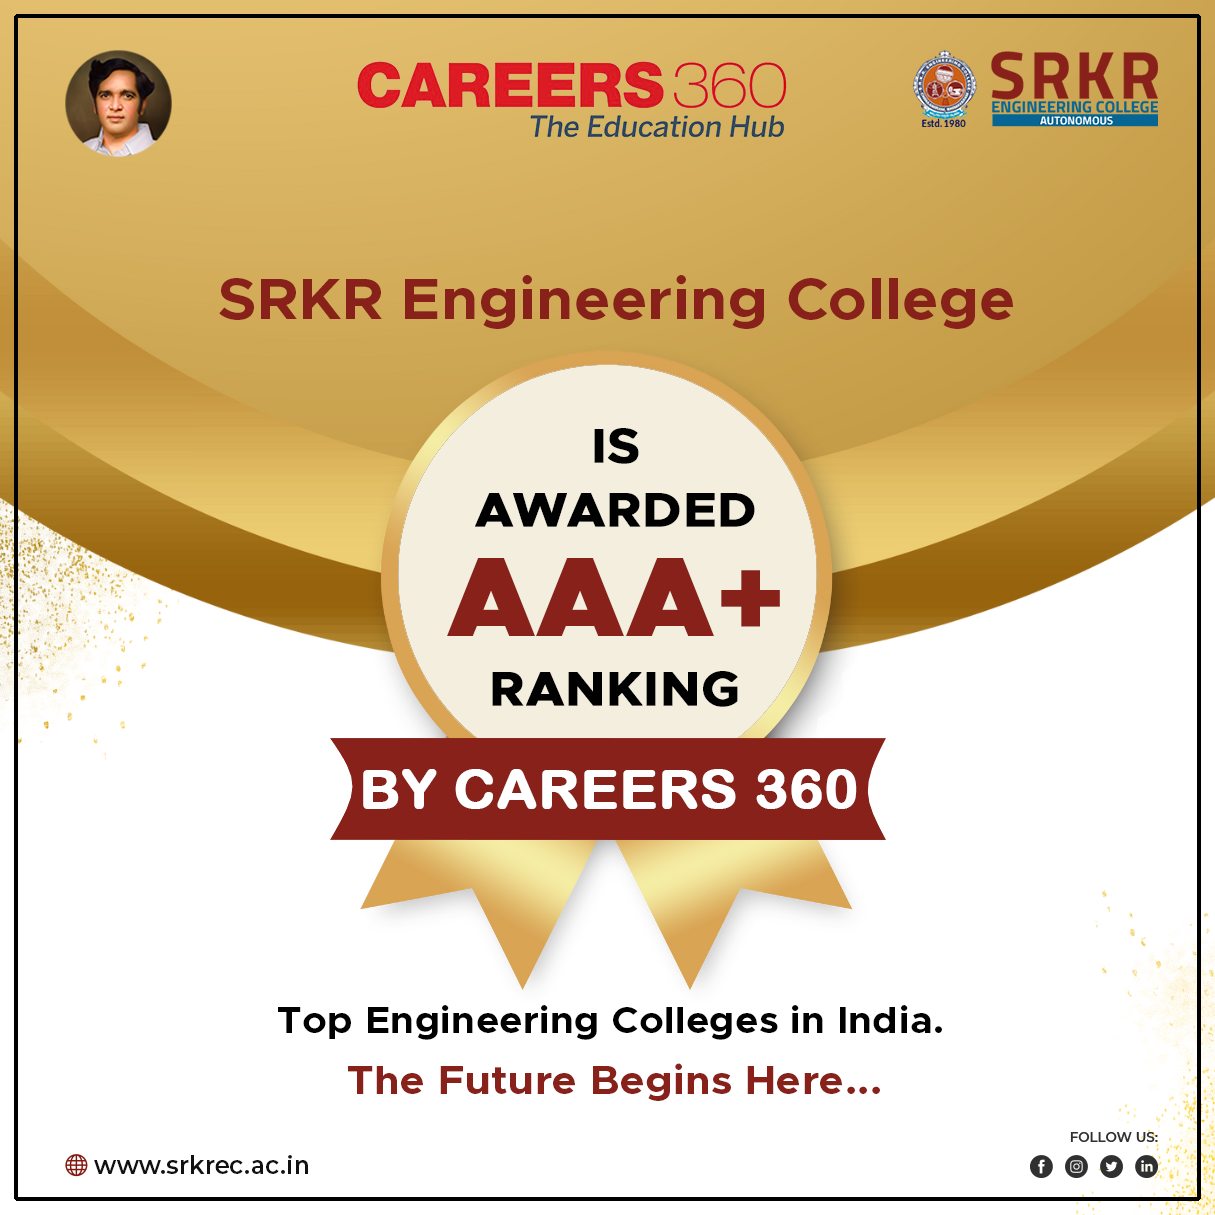 CAREERS 360
The Education Hub
Estd. 1980
SRKR
ENGINEERING COLLEGE
AUTONOMOUS
SRKR Engineering College
IS
AWARDED
AAA+
RANKING
BY CAREERS 360
Top Engineering Colleges in India.
The Future Begins Here...
FOLLOW US:
www.srkrec.ac.in